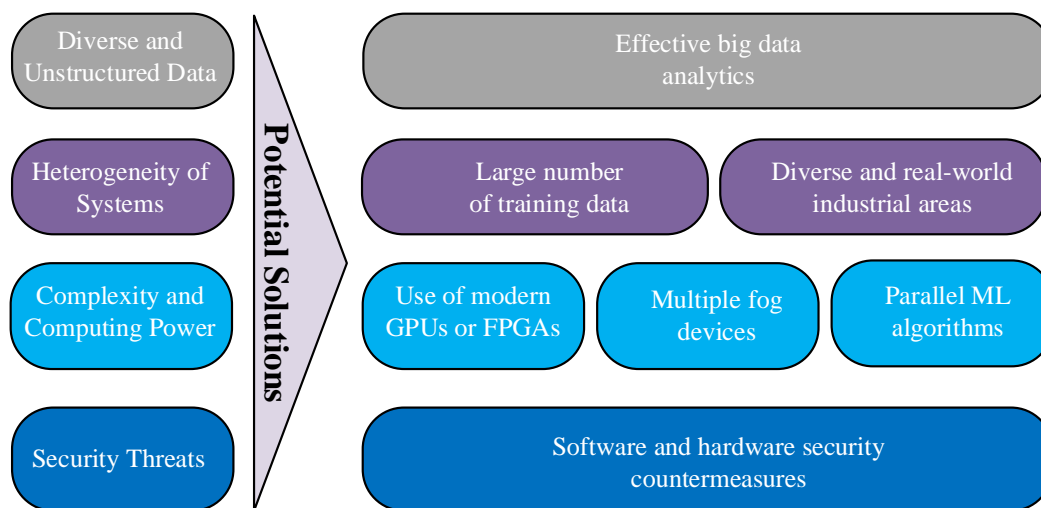 Diverse and
Unstructured Data
Effective big data
analytics
Potential Solutions
Heterogeneity of
Systems
Large number
of training data
Diverse and real-world
industrial areas
Complexity and
Computing Power
Use of modern
GPUs or FPGAs
Multiple fog
devices
Parallel ML
algorithms
Security Threats
Software and hardware security
countermeasures